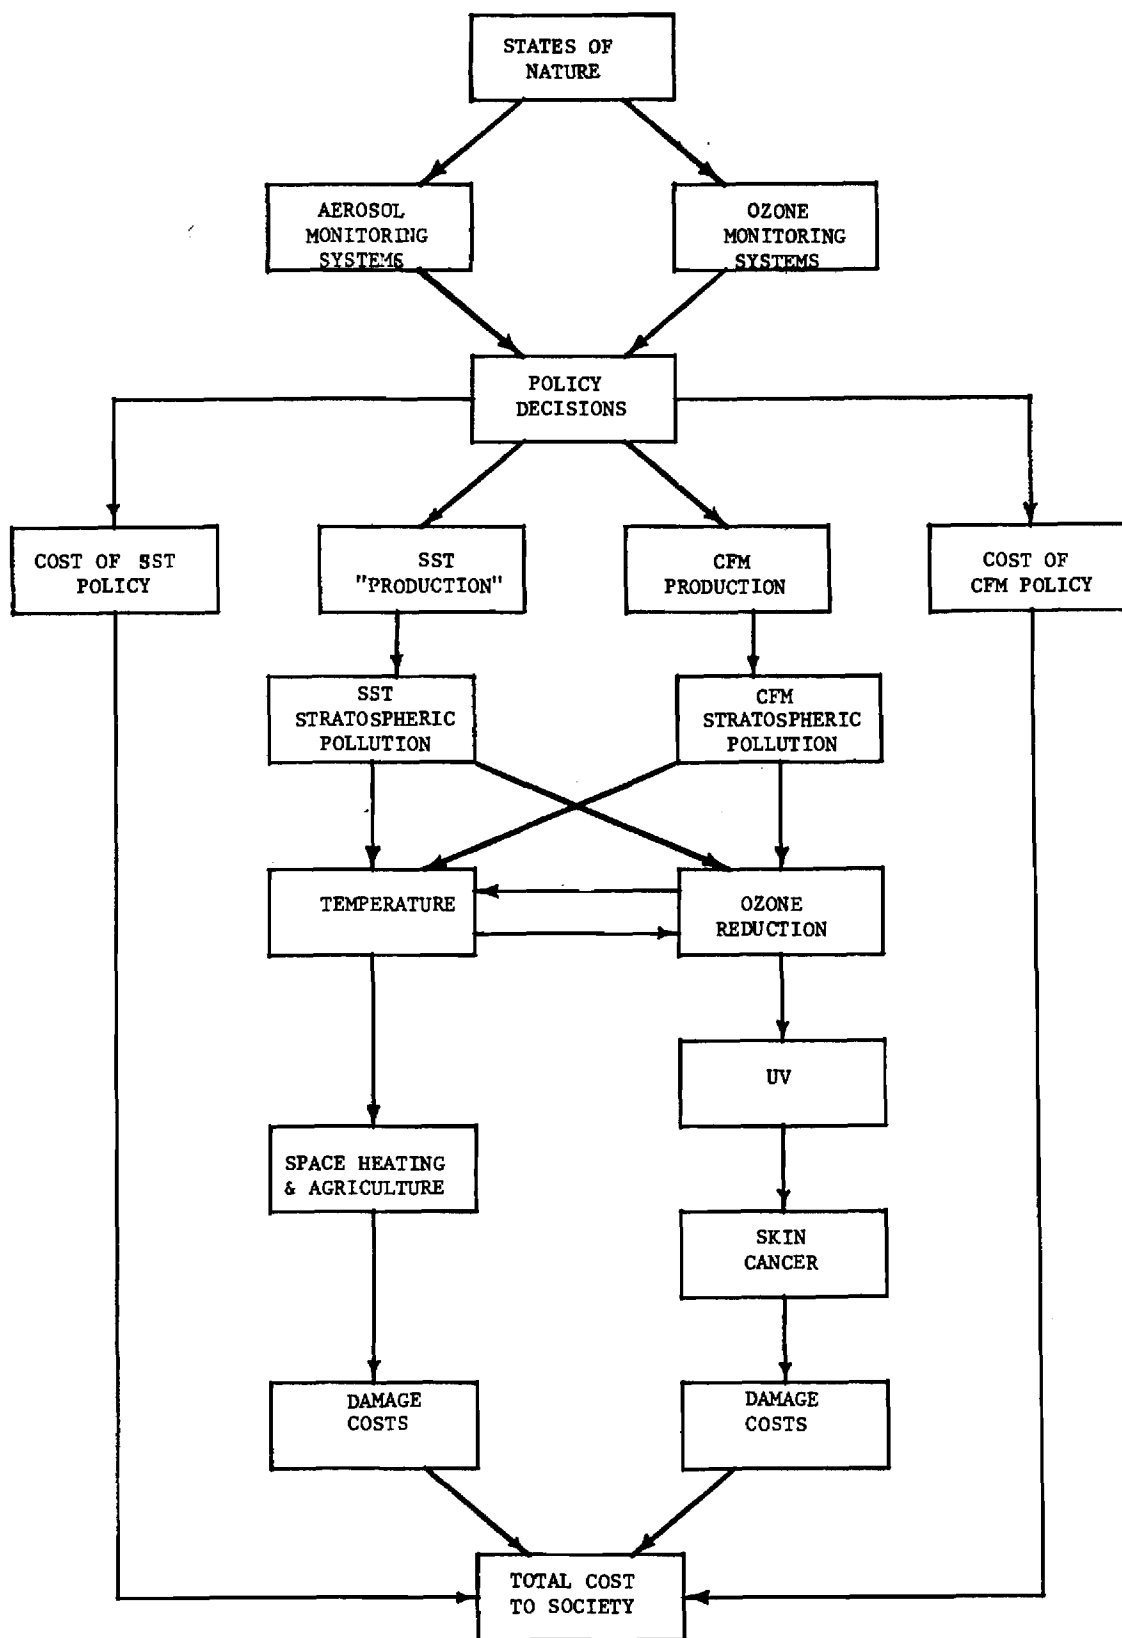 STATES OF
NATURE
AEROSOL
MONITORING
SYSTEMS
OZONE
MONITORING
SYSTEMS
POLICY
DECISIONS
COST OF SST
POLICY
SST
"PRODUCTION"
CFM
PRODUCTION
COST OF
CFM POLICY
SST
STRATOSPHERIC
POLLUTION
CFM
STRATOSPHERIC
POLLUTION
TEMPERATURE
OZONE
REDUCTION
UV
SPACE HEATING
& AGRICULTURE
SKIN
CANCER
DAMAGE
COSTS
DAMAGE
COSTS
TOTAL COST
TO SOCIETY